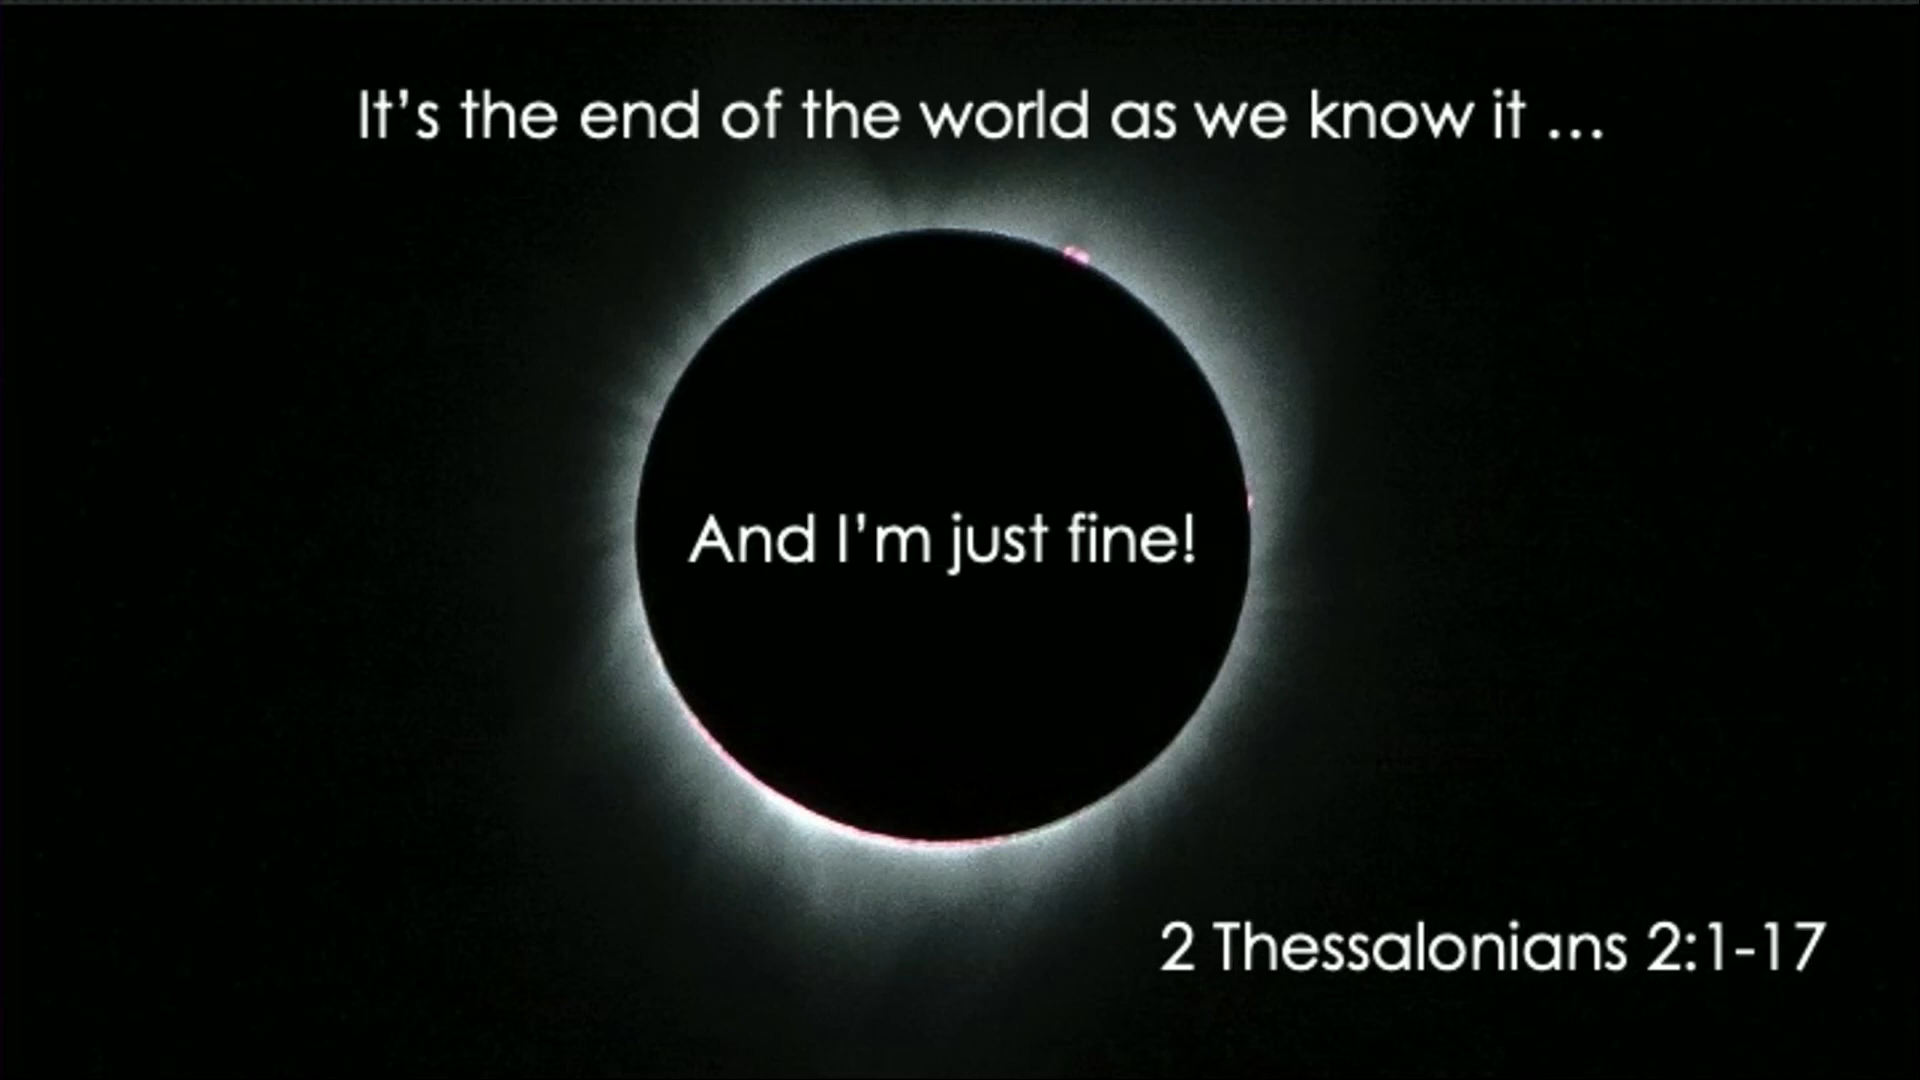 It’s the end of the world as we know it …
And I’m just fine!
2 Thessalonians 2:1-17